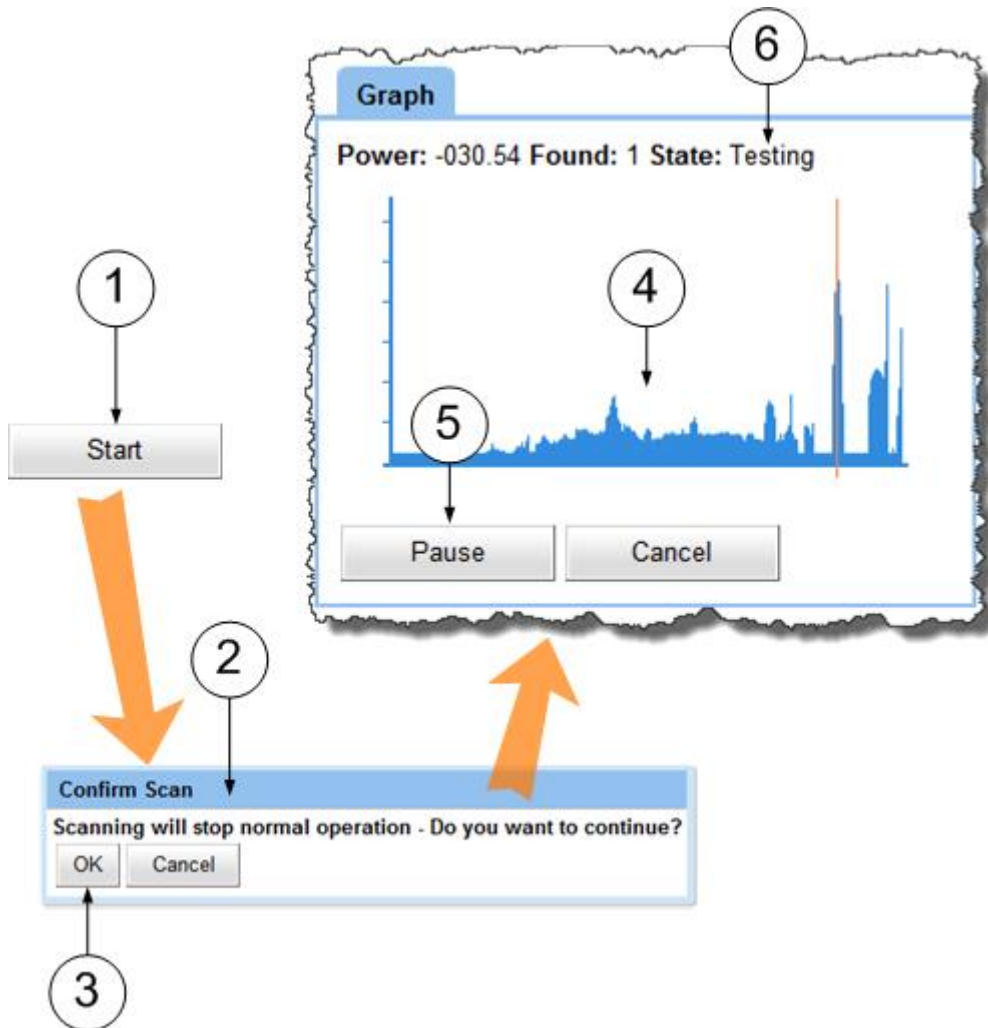 6
Graph
Power: -030.54 Found: 1 State: Testing
1
4
5
Start
Pause
Cancel
2
Confirm Scan
Scanning will stop normal operation - Do you want to continue?
OK
Cancel
3